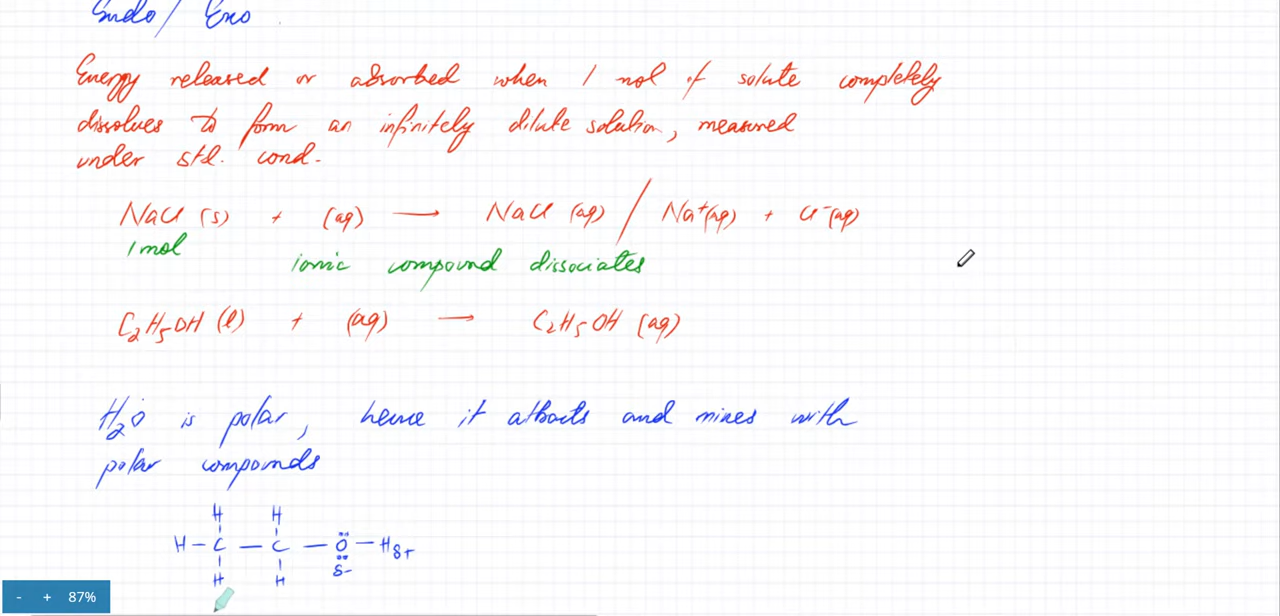 Endo / Exo
Energy released or absorbed when 1 mol of solute completely
dissolves to form an infinitely dilute solution, measured
under std. cond.
NaCl (s) + (aq) → NaCl (aq) / Na⁺(aq) + Cl⁻(aq)
1 mol ionic compound dissociates
C₂H₅OH (l) + (aq) → C₂H₅OH (aq)
H₂O is polar, hence it attracts and mixes with
polar compounds
H H
H – C – C – O – H δ+
H H δ-
- + 87%